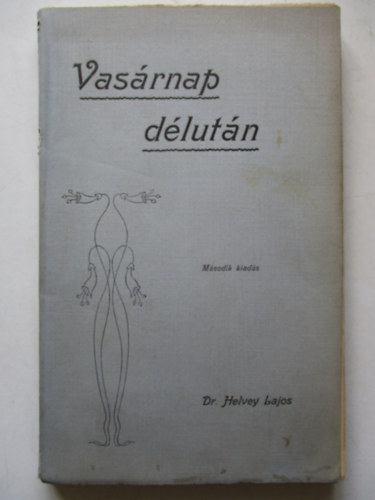 Vasárnap
délután
Második kiadás
Dr. Helvey Lajos